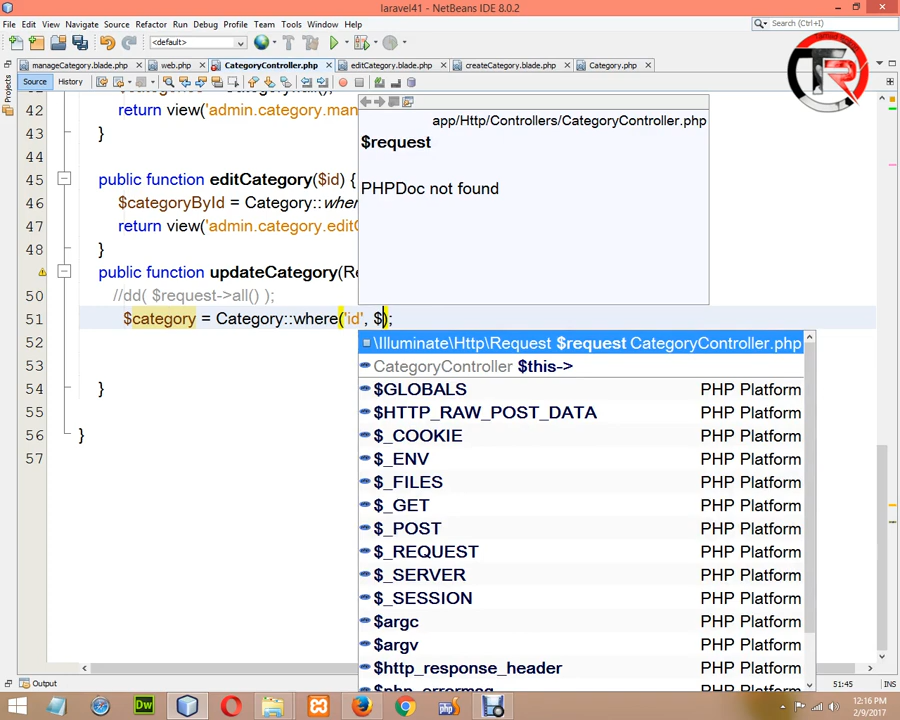 laravel41 - NetBeans IDE 8.0.2
File Edit View Navigate Source Refactor Run Debug Profile Team Tools Window Help
<default>
Search (Ctrl+I)
manageCategory.blade.php web.php CategoryController.php editCategory.blade.php createCategory.blade.php Category.php
Source History
Projects
42 return view('admin.category.man
43 }
44
45 public function editCategory($id) {
46 $categoryById = Category::whe
47 return view('admin.category.edit
48 }
public function updateCategory(Re
50 //dd( $request->all() );
51 $category = Category::where('id', $);
52
53
54 }
55
56 }
57
app/Http/Controllers/CategoryController.php
$request
PHPDoc not found
\Illuminate\Http\Request $request CategoryController.php
CategoryController $this->
$GLOBALS PHP Platform
$HTTP_RAW_POST_DATA PHP Platform
$_COOKIE PHP Platform
$_ENV PHP Platform
$_FILES PHP Platform
$_GET PHP Platform
$_POST PHP Platform
$_REQUEST PHP Platform
$_SERVER PHP Platform
$_SESSION PHP Platform
$argc PHP Platform
$argv PHP Platform
$http_response_header PHP Platform
Output
51:45 INS
Dw
php
12:16 PM
2/9/2017